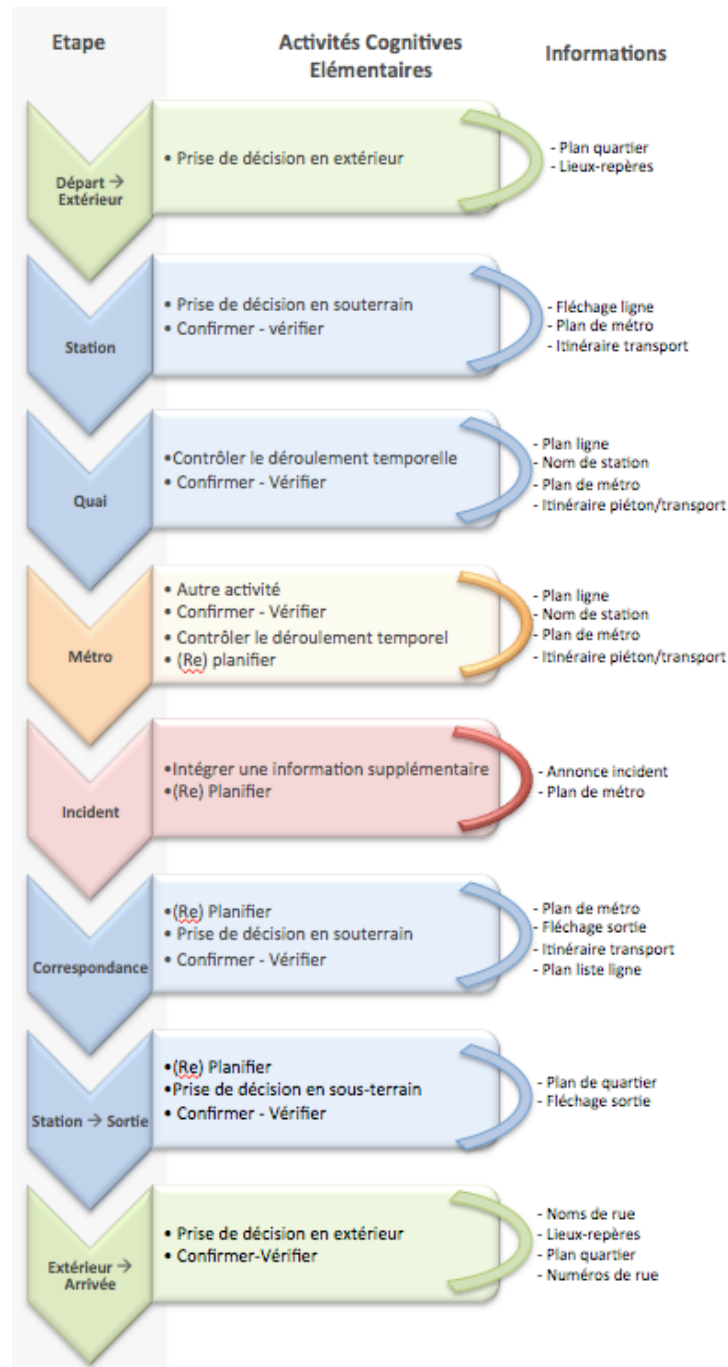 Etape
Activités Cognitives
Elémentaires
Informations
Départ →
Extérieur
• Prise de décision en extérieur
- Plan quartier
- Lieux-repères
Station
• Prise de décision en souterrain
• Confirmer - vérifier
- Fléchage ligne
- Plan de métro
- Itinéraire transport
Quai
•Contrôler le déroulement temporelle
• Confirmer - Vérifier
- Plan ligne
- Nom de station
- Plan de métro
- Itinéraire piéton/transport
Métro
• Autre activité
• Confirmer - Vérifier
• Contrôler le déroulement temporel
• (Re) planifier
- Plan ligne
- Nom de station
- Plan de métro
- Itinéraire piéton/transport
Incident
•Intégrer une information supplémentaire
•(Re) Planifier
- Annonce incident
- Plan de métro
Correspondance
•(Re) Planifier
• Prise de décision en souterrain
• Confirmer - Vérifier
- Plan de métro
- Fléchage sortie
- Itinéraire transport
- Plan liste ligne
Station → Sortie
•(Re) Planifier
•Prise de décision en sous-terrain
• Confirmer - Vérifier
- Plan de quartier
- Fléchage sortie
Extérieur →
Arrivée
• Prise de décision en extérieur
• Confirmer-Vérifier
- Noms de rue
- Lieux-repères
- Plan quartier
- Numéros de rue